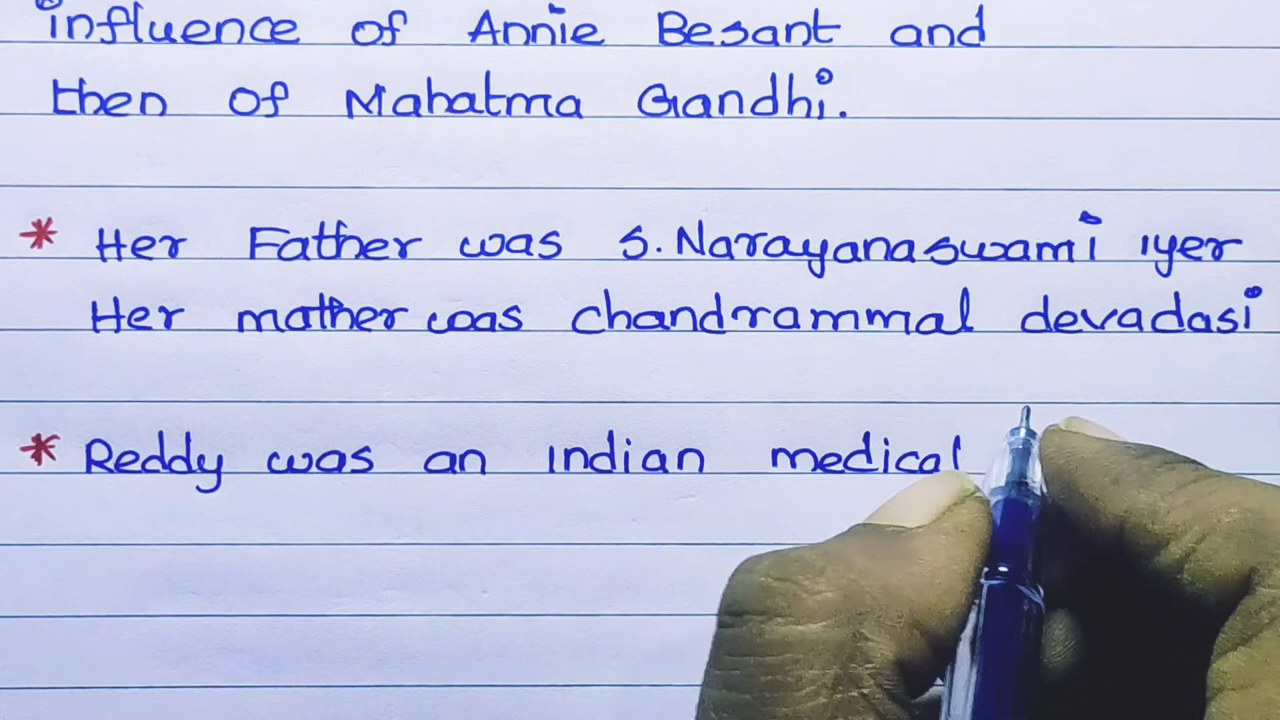 influence of Annie Besant and
then of Mahatma Gandhi.
* Her Father was S. Narayanaswami iyer
Her mother was chandrammal devadasi
* Reddy was an indian medical